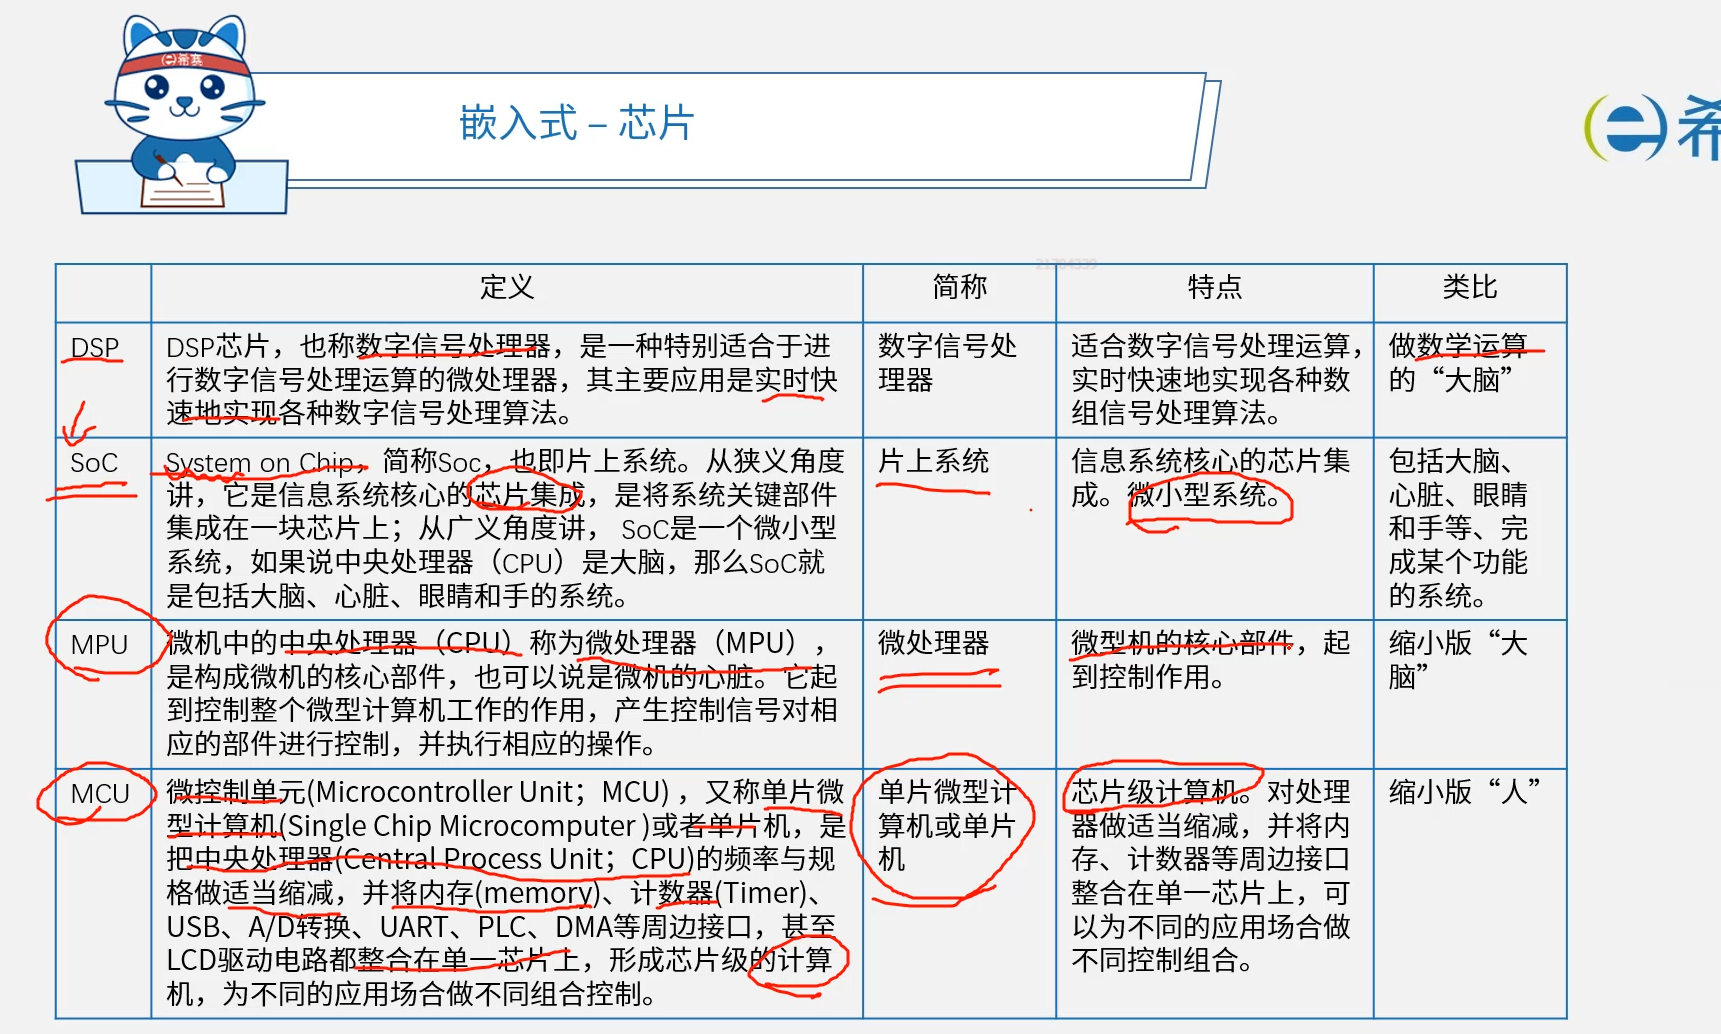 e希赛
嵌入式 – 芯片
希
21304339
定义
简称
特点
类比
DSP
DSP芯片，也称数字信号处理器，是一种特别适合于进
行数字信号处理运算的微处理器，其主要应用是实时快
速地实现各种数字信号处理算法。
数字信号处
理器
适合数字信号处理运算，
实时快速地实现各种数
组信号处理算法。
做数学运算
的“大脑”
SoC
System on Chip，简称Soc，也即片上系统。从狭义角度
讲，它是信息系统核心的芯片集成，是将系统关键部件
集成在一块芯片上；从广义角度讲， SoC是一个微小型
系统，如果说中央处理器（CPU）是大脑，那么SoC就
是包括大脑、心脏、眼睛和手的系统。
片上系统
信息系统核心的芯片集
成。微小型系统。
包括大脑、
心脏、眼睛
和手等、完
成某个功能
的系统。
MPU
微机中的中央处理器（CPU）称为微处理器（MPU），
是构成微机的核心部件，也可以说是微机的心脏。它起
到控制整个微型计算机工作的作用，产生控制信号对相
应的部件进行控制，并执行相应的操作。
微处理器
微型机的核心部件，起
到控制作用。
缩小版“大
脑”
MCU
微控制单元(Microcontroller Unit；MCU) ，又称单片微
型计算机(Single Chip Microcomputer )或者单片机，是
把中央处理器(Central Process Unit；CPU)的频率与规
格做适当缩减，并将内存(memory)、计数器(Timer)、
USB、A/D转换、UART、PLC、DMA等周边接口，甚至
LCD驱动电路都整合在单一芯片上，形成芯片级的计算
机，为不同的应用场合做不同组合控制。
单片微型计
算机或单片
机
芯片级计算机。对处理
器做适当缩减，并将内
存、计数器等周边接口
整合在单一芯片上，可
以为不同的应用场合做
不同控制组合。
缩小版“人”